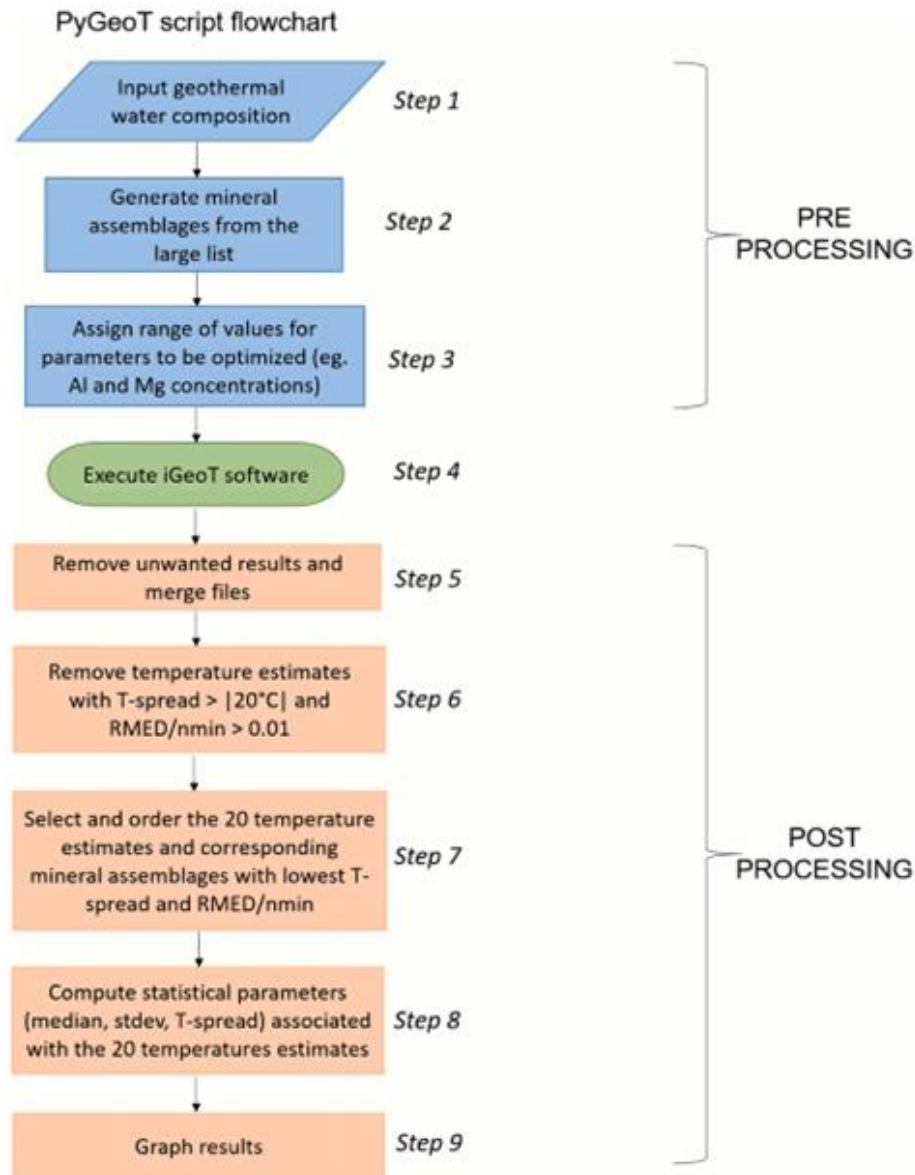 PyGeoT script flowchart
Input geothermal
water composition
Step 1
Generate mineral
assemblages from the
large list
Step 2
Assign range of values for
parameters to be optimized (eg.
Al and Mg concentrations)
Step 3
PRE
PROCESSING
Execute iGeoT software
Step 4
Remove unwanted results and
merge files
Step 5
Remove temperature estimates
with T-spread > |20°C| and
RMED/nmin > 0.01
Step 6
Select and order the 20 temperature
estimates and corresponding
mineral assemblages with lowest T-
spread and RMED/nmin
Step 7
Compute statistical parameters
(median, stdev, T-spread) associated
with the 20 temperatures estimates
Step 8
Graph results
Step 9
POST
PROCESSING